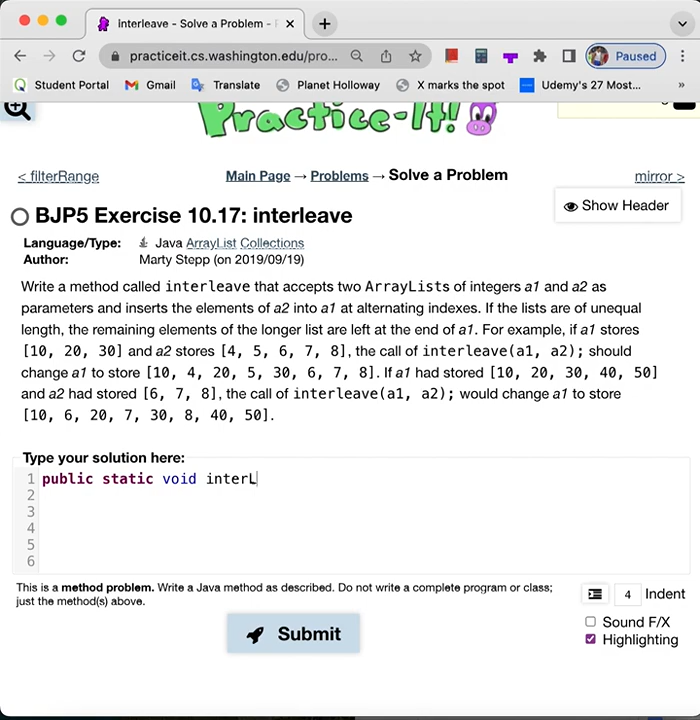 interleave - Solve a Problem -
practiceit.cs.washington.edu/pro...
Paused
Student Portal
Gmail
Translate
Planet Holloway
X marks the spot
Udemy's 27 Most...
»
Practice-It!
< filterRange
Main Page → Problems → Solve a Problem
mirror >
BJP5 Exercise 10.17: interleave
Show Header
Language/Type: Java ArrayList Collections
Author: Marty Stepp (on 2019/09/19)
Write a method called interleave that accepts two ArrayLists of integers a1 and a2 as
parameters and inserts the elements of a2 into a1 at alternating indexes. If the lists are of unequal
length, the remaining elements of the longer list are left at the end of a1. For example, if a1 stores
[10, 20, 30] and a2 stores [4, 5, 6, 7, 8], the call of interleave(a1, a2); should
change a1 to store [10, 4, 20, 5, 30, 6, 7, 8]. If a1 had stored [10, 20, 30, 40, 50]
and a2 had stored [6, 7, 8], the call of interleave(a1, a2); would change a1 to store
[10, 6, 20, 7, 30, 8, 40, 50].
Type your solution here:
1 public static void interL
2
3
4
5
6
This is a method problem. Write a Java method as described. Do not write a complete program or class;
just the method(s) above.
4 Indent
Sound F/X
Highlighting
Submit